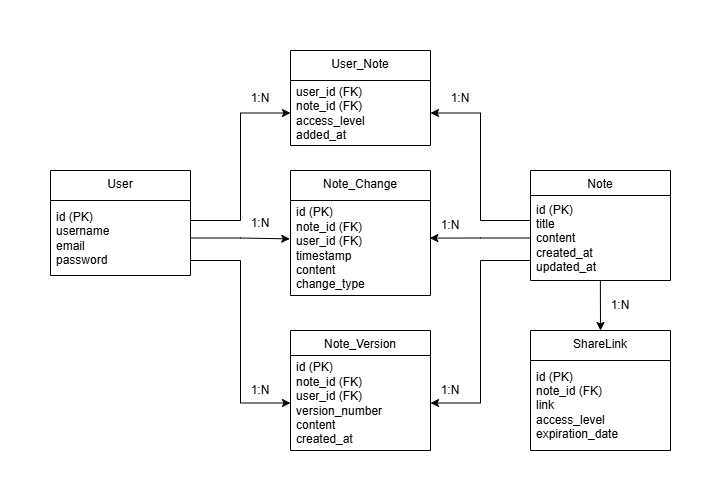 User_Note
user_id (FK)
note_id (FK)
access_level
added_at
1:N
1:N
User
id (PK)
username
email
password
Note_Change
id (PK)
note_id (FK)
user_id (FK)
timestamp
content
change_type
1:N
1:N
Note
id (PK)
title
content
created_at
updated_at
1:N
Note_Version
id (PK)
note_id (FK)
user_id (FK)
version_number
content
created_at
1:N
1:N
ShareLink
id (PK)
note_id (FK)
link
access_level
expiration_date